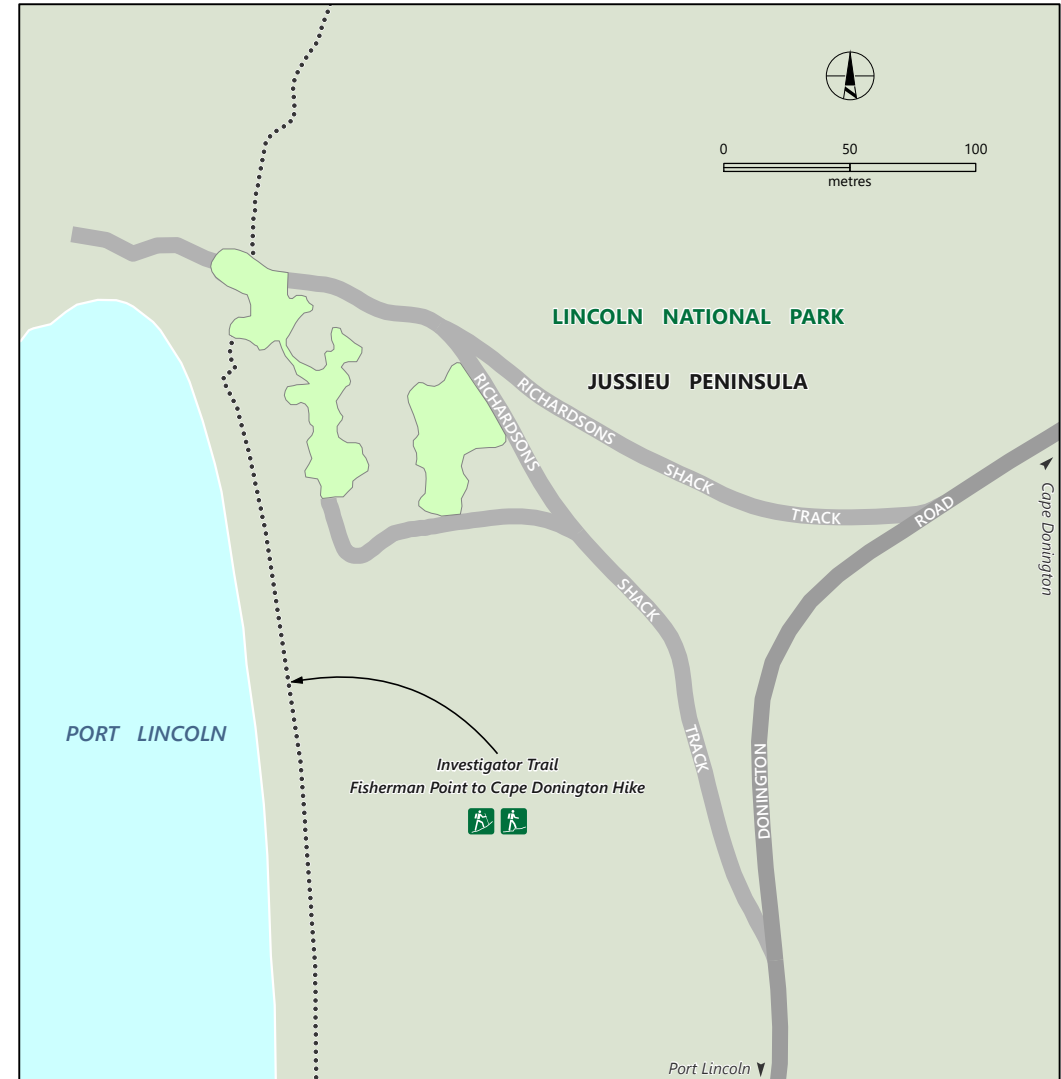 0 50 100
metres
LINCOLN NATIONAL PARK
JUSSIEU PENINSULA
RICHARDSONS SHACK TRACK
RICHARDSONS SHACK TRACK
DONINGTON ROAD
Cape Donington
PORT LINCOLN
Investigator Trail
Fisherman Point to Cape Donington Hike
Port Lincoln